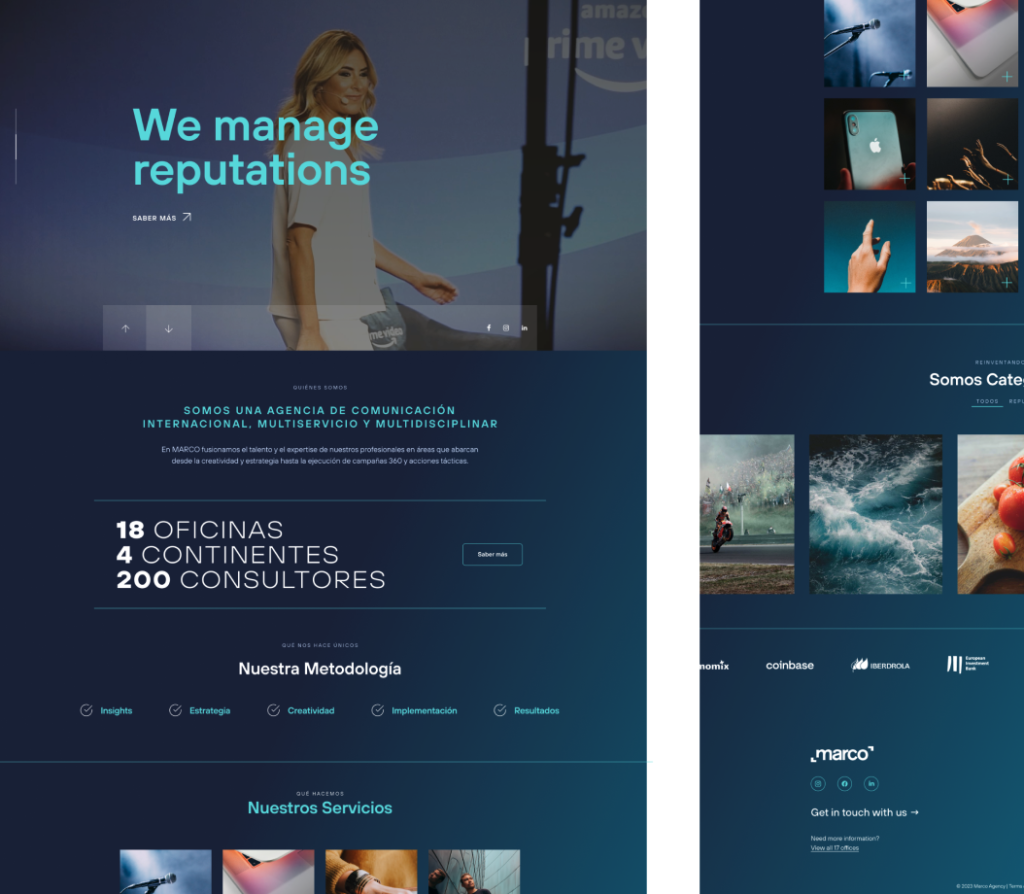 We manage
reputations
SABER MÁS
prime video
QUIÉNES SOMOS
SOMOS UNA AGENCIA DE COMUNICACIÓN
INTERNACIONAL, MULTISERVICIO Y MULTIDISCIPLINAR
En MARCO fusionamos el talento y el expertise de nuestros profesionales en áreas que abarcan
desde la creatividad y estrategia hasta la ejecución de campañas 360 y acciones tácticas.
18 OFICINAS
4 CONTINENTES
200 CONSULTORES
Saber más
QUÉ NOS HACE ÚNICOS
Nuestra Metodología
Insights
Estrategia
Creatividad
Implementación
Resultados
QUÉ HACEMOS
Nuestros Servicios
REINVENTANDO
Somos Cate
TODOS
REPU
nomix
coinbase
IBERDROLA
European
Investment
Bank
marco
Get in touch with us →
Need more information?
View all 17 offices
© 2023 Marco Agency | Terms